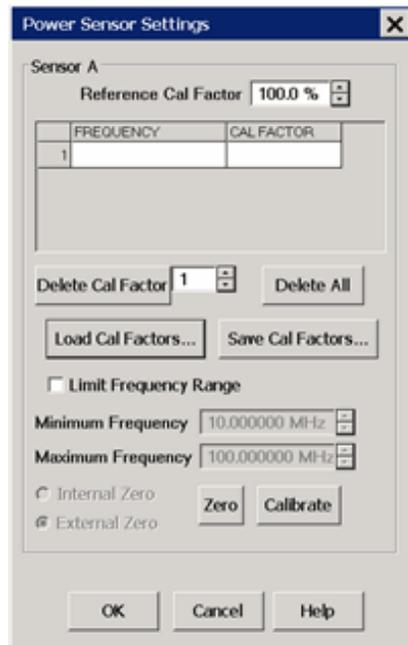 Power Sensor Settings
Sensor A
Reference Cal Factor 100.0 %
FREQUENCY CAL FACTOR
1
Delete Cal Factor 1 Delete All
Load Cal Factors... Save Cal Factors...
Limit Frequency Range
Minimum Frequency 10.000000 MHz
Maximum Frequency 100.000000 MHz
Internal Zero
Zero Calibrate
External Zero
OK Cancel Help